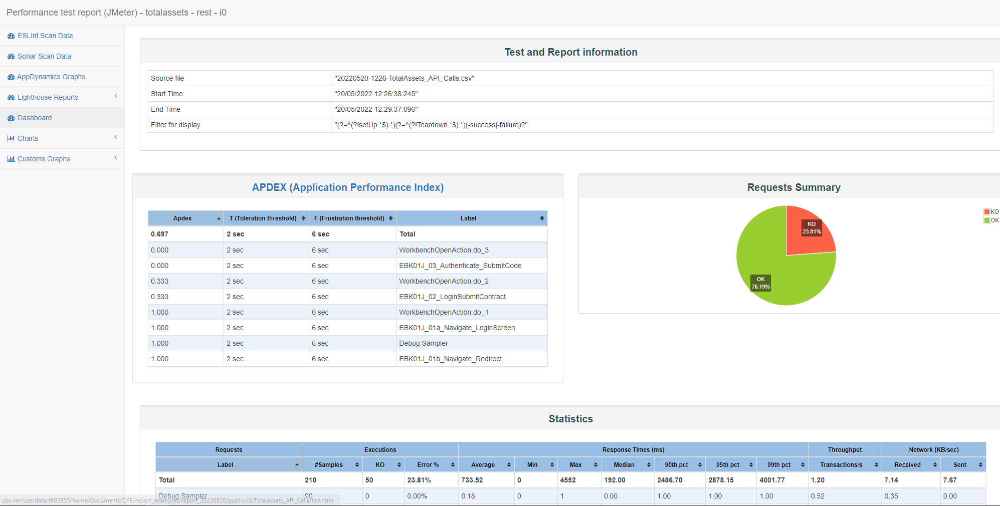 Performance test report (JMeter) - totalassets - rest - i0
ESLint Scan Data
Sonar Scan Data
AppDynamics Graphs
Lighthouse Reports
Dashboard
Charts
Customs Graphs
Test and Report information
Source file "20220520-1226-TotalAssets_API_Calls.csv"
Start Time "20/05/2022 12:26:38.245"
End Time "20/05/2022 12:29:37.096"
Filter for display "(?=^(?!setUp.*$).*)(?=^(?!Teardown.*$).*)(-success|-failure)?"
APDEX (Application Performance Index)
Apdex T (Toleration threshold) F (Frustration threshold) Label
0.697 2 sec 6 sec Total
0.000 2 sec 6 sec WorkbenchOpenAction.do_3
0.000 2 sec 6 sec EBK01J_03_Authenticate_SubmitCode
0.333 2 sec 6 sec WorkbenchOpenAction.do_2
0.333 2 sec 6 sec EBK01J_02_LoginSubmitContract
1.000 2 sec 6 sec WorkbenchOpenAction.do_1
1.000 2 sec 6 sec EBK01J_01a_Navigate_LoginScreen
1.000 2 sec 6 sec Debug Sampler
1.000 2 sec 6 sec EBK01J_01b_Navigate_Redirect
Requests Summary
KO
23.81%
OK
76.19%
KO
OK
Statistics
Requests Executions Response Times (ms) Throughput Network (KB/sec)
Label #Samples KO Error % Average Min Max Median 90th pct 95th pct 99th pct Transactions/s Received Sent
Total 210 50 23.81% 733.52 0 4552 192.00 2486.70 2878.15 4001.77 1.20 7.14 7.67
Debug Sampler 90 0 0.00% 0.18 0 1 0.00 1.00 1.00 1.00 0.52 0.35 0.00
ubs.net/userdata/t683955/home/Documents/CPE/report_examples/report_20220520/public/i0/TotalAssets_API_Calls/lint.html